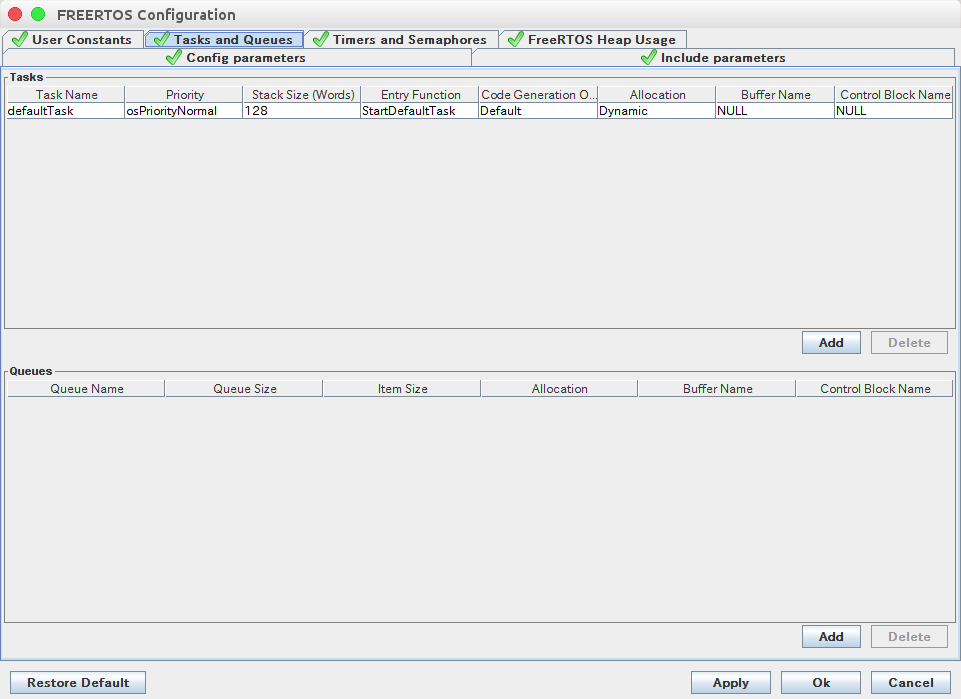 FREERTOS Configuration
User Constants Tasks and Queues Timers and Semaphores FreeRTOS Heap Usage
Config parameters Include parameters
Tasks
Task Name Priority Stack Size (Words) Entry Function Code Generation O... Allocation Buffer Name Control Block Name
defaultTask osPriorityNormal 128 StartDefaultTask Default Dynamic NULL NULL
Add Delete
Queues
Queue Name Queue Size Item Size Allocation Buffer Name Control Block Name
Add Delete
Restore Default Apply Ok Cancel